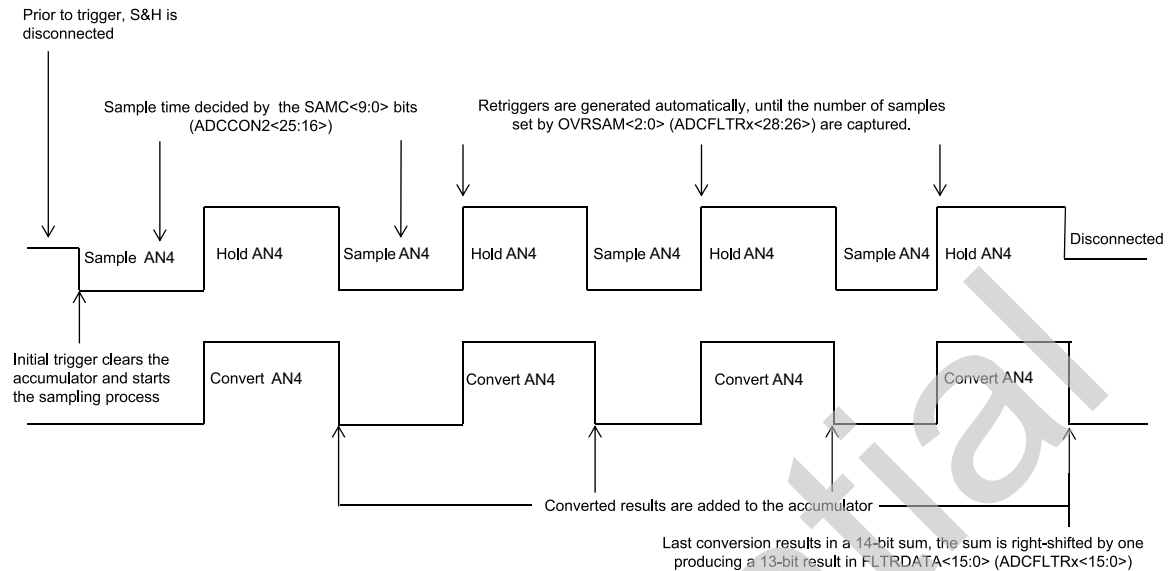 Prior to trigger, S&H is
disconnected
Sample time decided by the SAMC<9:0> bits
(ADCCON2<25:16>)
Retriggers are generated automatically, until the number of samples
set by OVRSAM<2:0> (ADCFLTRx<28:26>) are captured.
Sample AN4
Hold AN4
Sample AN4
Hold AN4
Sample AN4
Hold AN4
Sample AN4
Hold AN4
Disconnected
Initial trigger clears the
accumulator and starts
the sampling process
Convert AN4
Convert AN4
Convert AN4
Convert AN4
Converted results are added to the accumulator
Last conversion results in a 14-bit sum, the sum is right-shifted by one
producing a 13-bit result in FLTRDATA<15:0> (ADCFLTRx<15:0>)